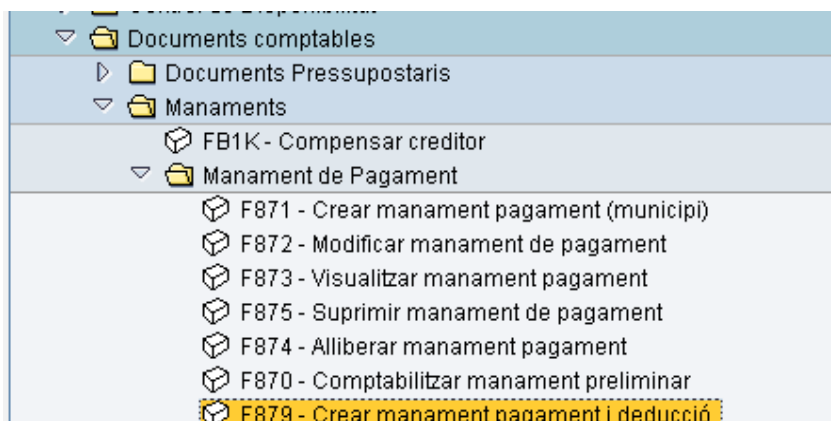 Documents comptables
Documents Pressupostaris
Manaments
FB1K - Compensar creditor
Manament de Pagament
F871 - Crear manament pagament (municipi)
F872 - Modificar manament de pagament
F873 - Visualitzar manament pagament
F875 - Suprimir manament de pagament
F874 - Alliberar manament pagament
F870 - Comptabilitzar manament preliminar
F879 - Crear manament pagament i deducció